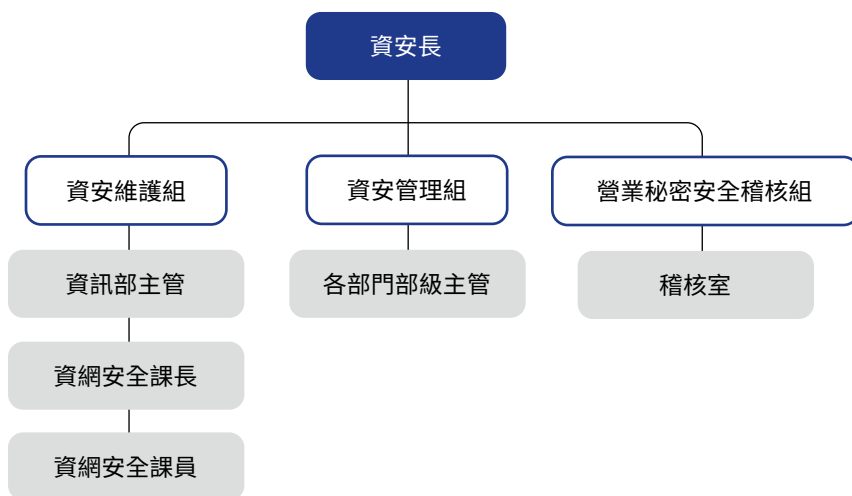 資安長
資安維護組
資安管理組
營業秘密安全稽核組
資訊部主管
各部門部級主管
稽核室
資網安全課長
資網安全課員